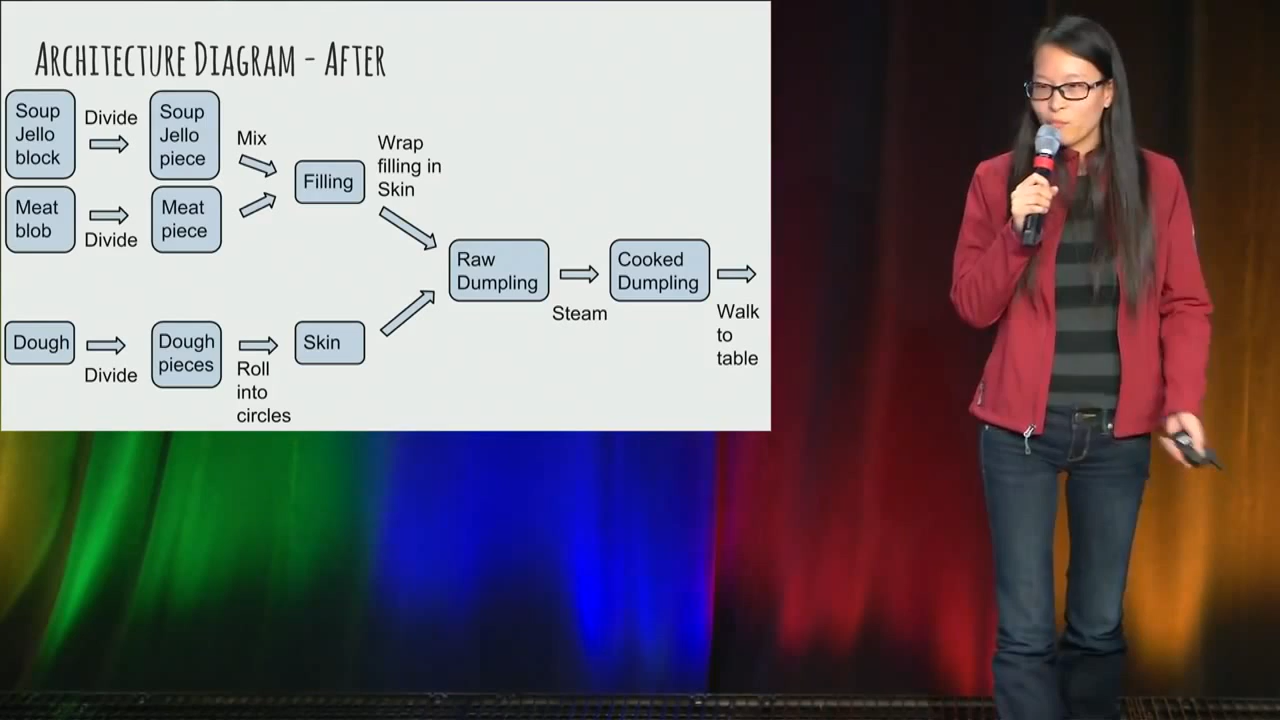 ARCHITECTURE DIAGRAM - AFTER
Soup
Jello
block
Divide
Soup
Jello
piece
Mix
Meat
blob
Divide
Meat
piece
Filling
Wrap
filling in
Skin
Dough
Divide
Dough
pieces
Roll
into
circles
Skin
Raw
Dumpling
Steam
Cooked
Dumpling
Walk
to
table